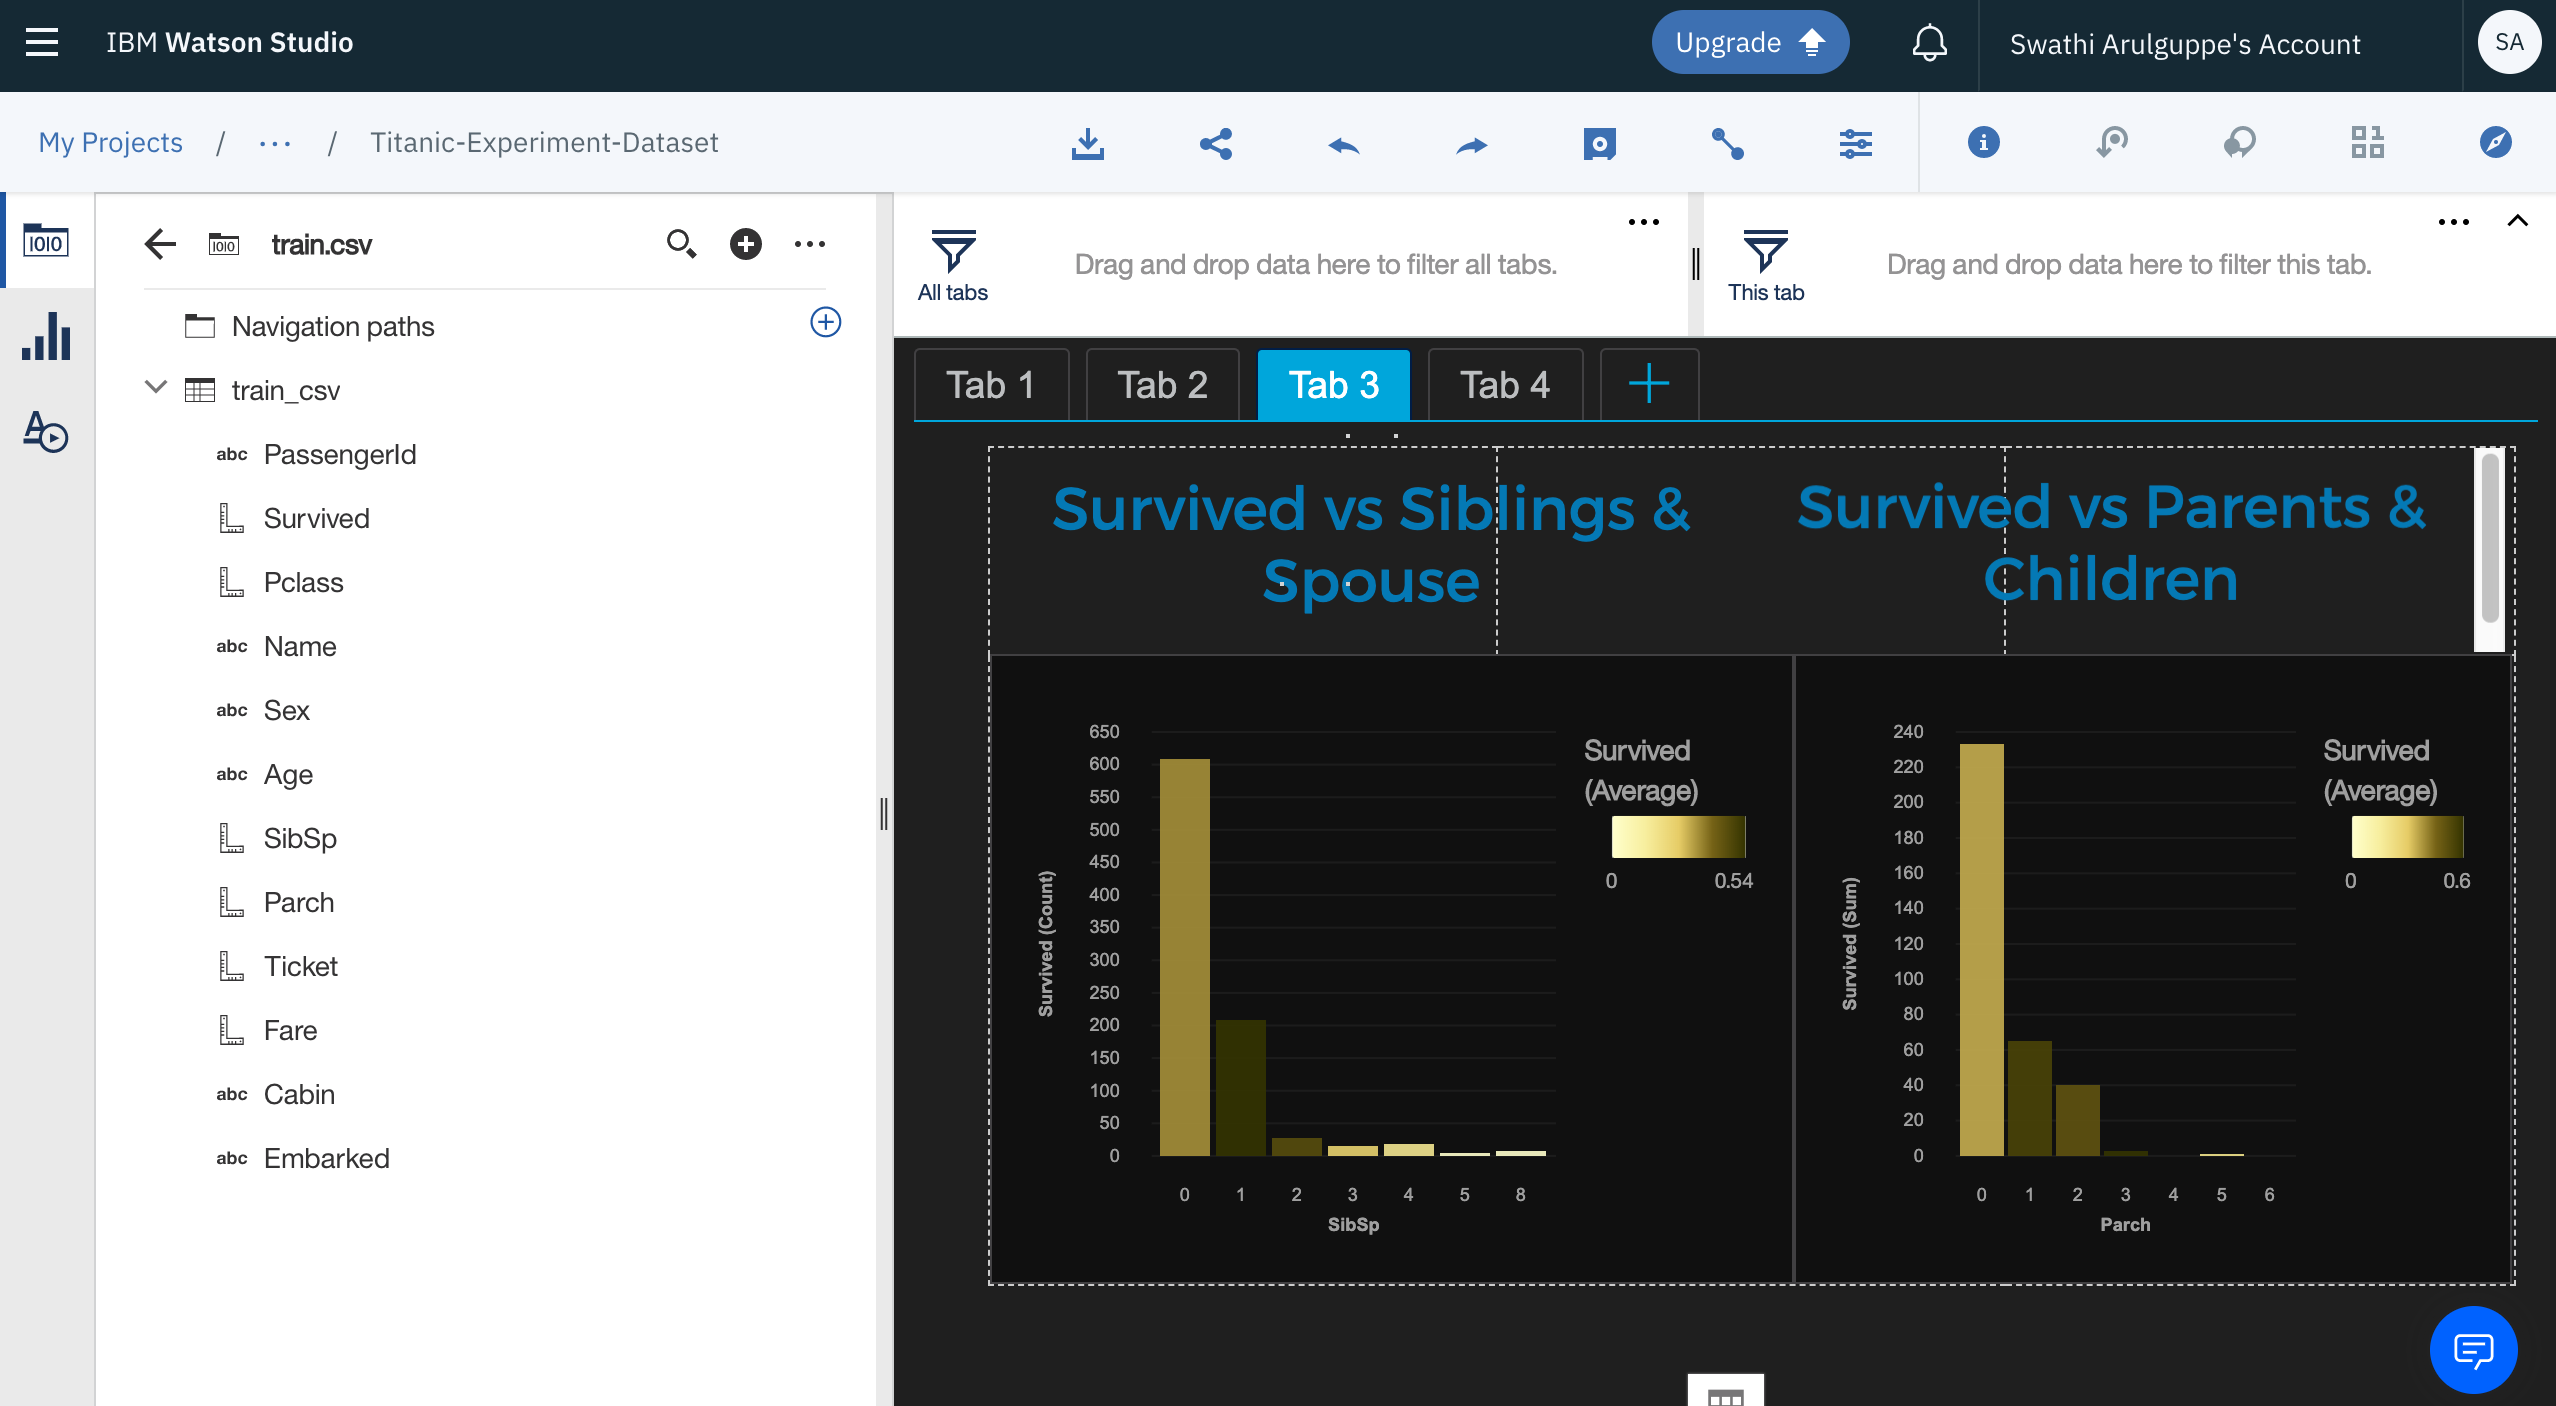 IBM Watson Studio
Upgrade
Swathi Arulguppe's Account
SA
My Projects / ... / Titanic-Experiment-Dataset
train.csv
Navigation paths
train_csv
abc PassengerId
Survived
Pclass
abc Name
abc Sex
abc Age
SibSp
Parch
Ticket
Fare
abc Cabin
abc Embarked
All tabs
Drag and drop data here to filter all tabs.
This tab
Drag and drop data here to filter this tab.
Tab 1
Tab 2
Tab 3
Tab 4
Survived vs Siblings &
Spouse
Survived vs Parents &
Children
650
600
550
500
450
400
350
300
250
200
150
100
50
0
Survived (Count)
0 1 2 3 4 5 8
SibSp
Survived
(Average)
0 0.54
240
220
200
180
160
140
120
100
80
60
40
20
0
Survived (Sum)
0 1 2 3 4 5 6
Parch
Survived
(Average)
0 0.6